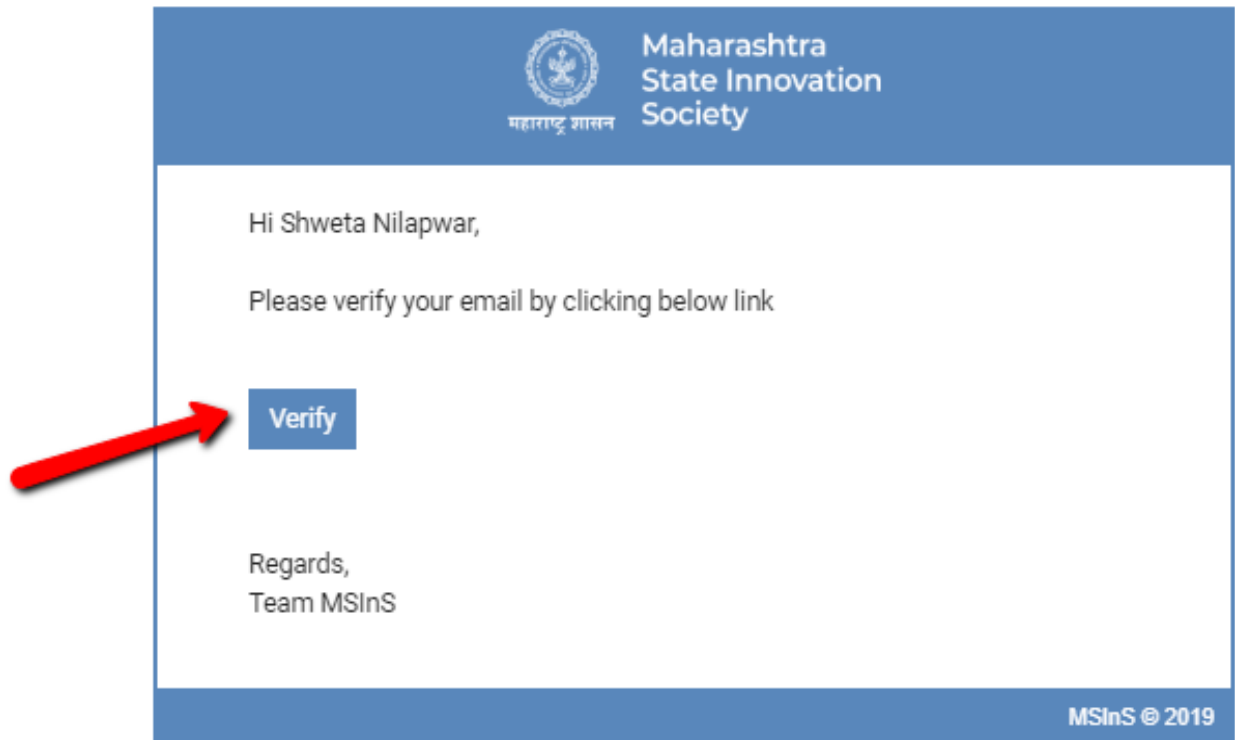 Maharashtra
State Innovation
Society
महाराष्ट्र शासन
Hi Shweta Nilapwar,
Please verify your email by clicking below link
Verify
Regards,
Team MSInS
MSInS © 2019